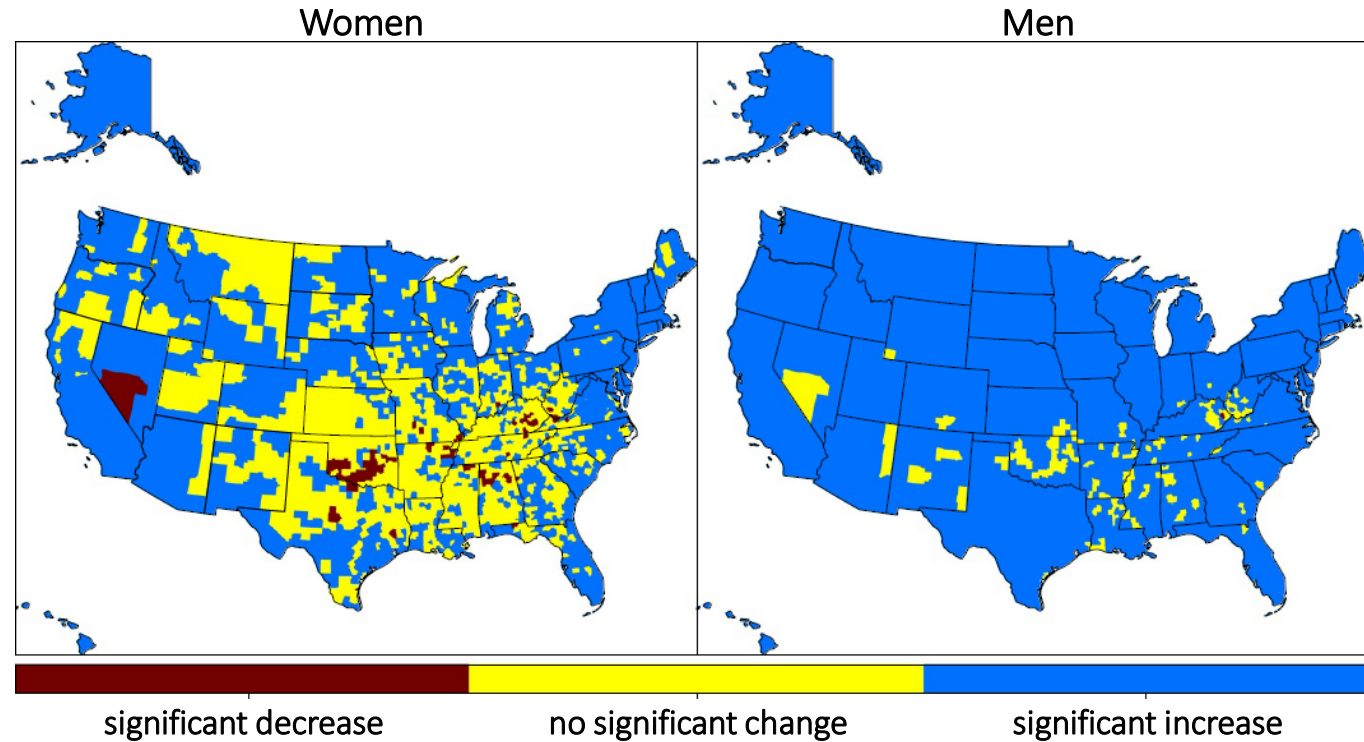 Women
Men
significant decrease
no significant change
significant increase